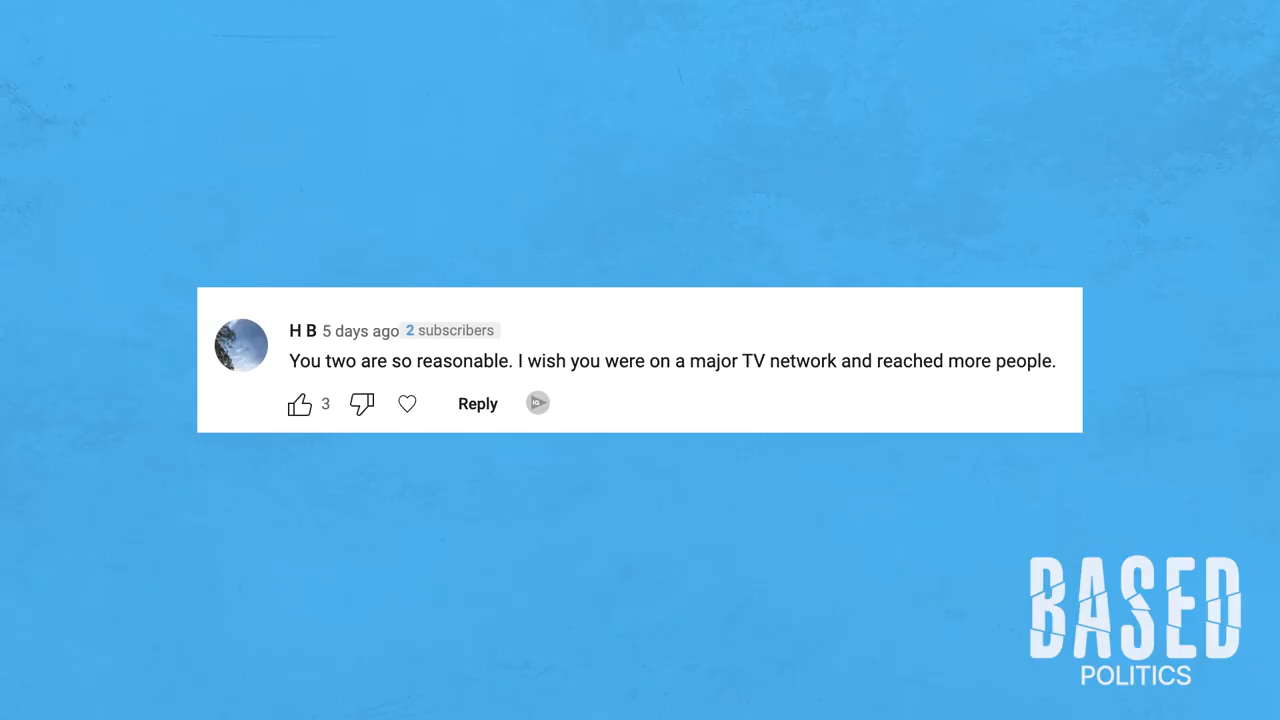 H B 5 days ago 2 subscribers
You two are so reasonable. I wish you were on a major TV network and reached more people.
3 Reply IQ
BASED
POLITICS